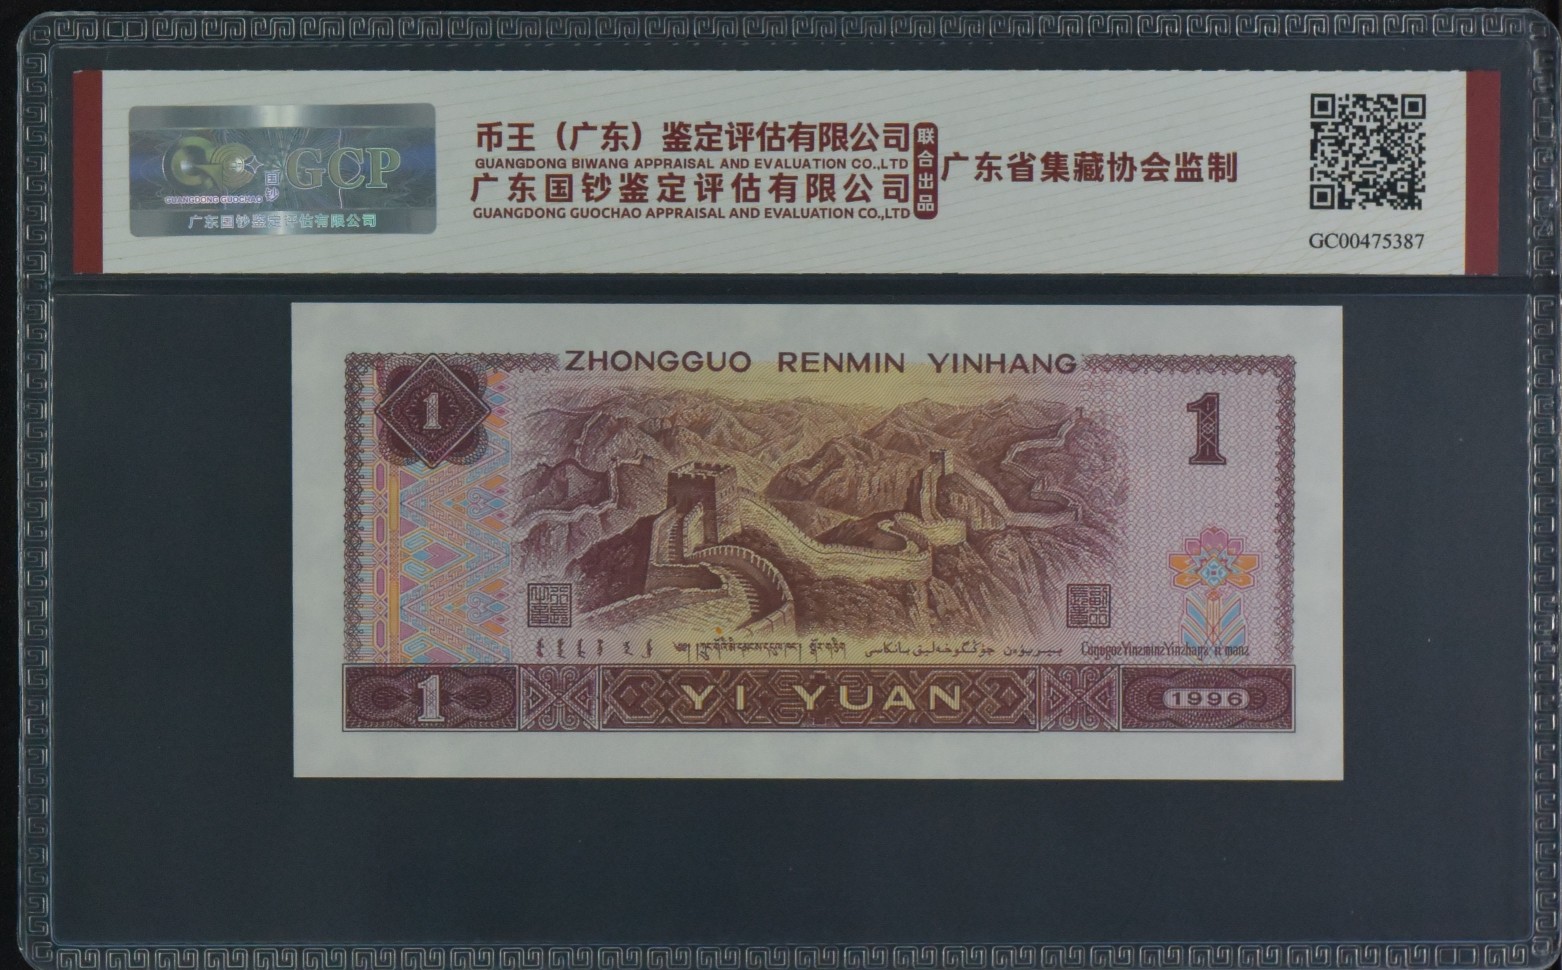 GCP
国钞
GUANGDONG GUOCHAO
广东国钞鉴定评估有限公司
币王（广东）鉴定评估有限公司
GUANGDONG BIWANG APPRAISAL AND EVALUATION CO.,LTD
广东国钞鉴定评估有限公司
GUANGDONG GUOCHAO APPRAISAL AND EVALUATION CO.,LTD
联合出品
广东省集藏协会监制
GC00475387
ZHONGGUO RENMIN YINHANG
1
1
1
YI YUAN
1996